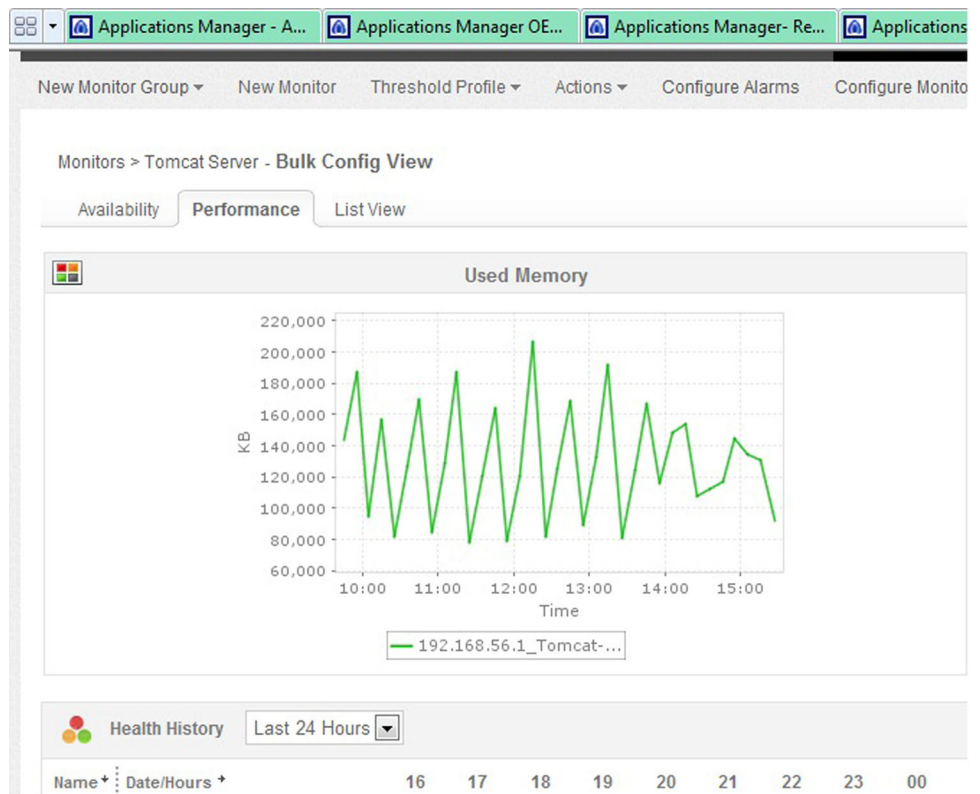 Applications Manager - A... Applications Manager OE... Applications Manager- Re... Applications
New Monitor Group New Monitor Threshold Profile Actions Configure Alarms Configure Monito
Monitors > Tomcat Server - Bulk Config View
Availability Performance List View
Used Memory
220,000
200,000
180,000
160,000
140,000
120,000
100,000
80,000
60,000
KB
10:00 11:00 12:00 13:00 14:00 15:00
Time
192.168.56.1_Tomcat-...
Health History Last 24 Hours
Name Date/Hours 16 17 18 19 20 21 22 23 00